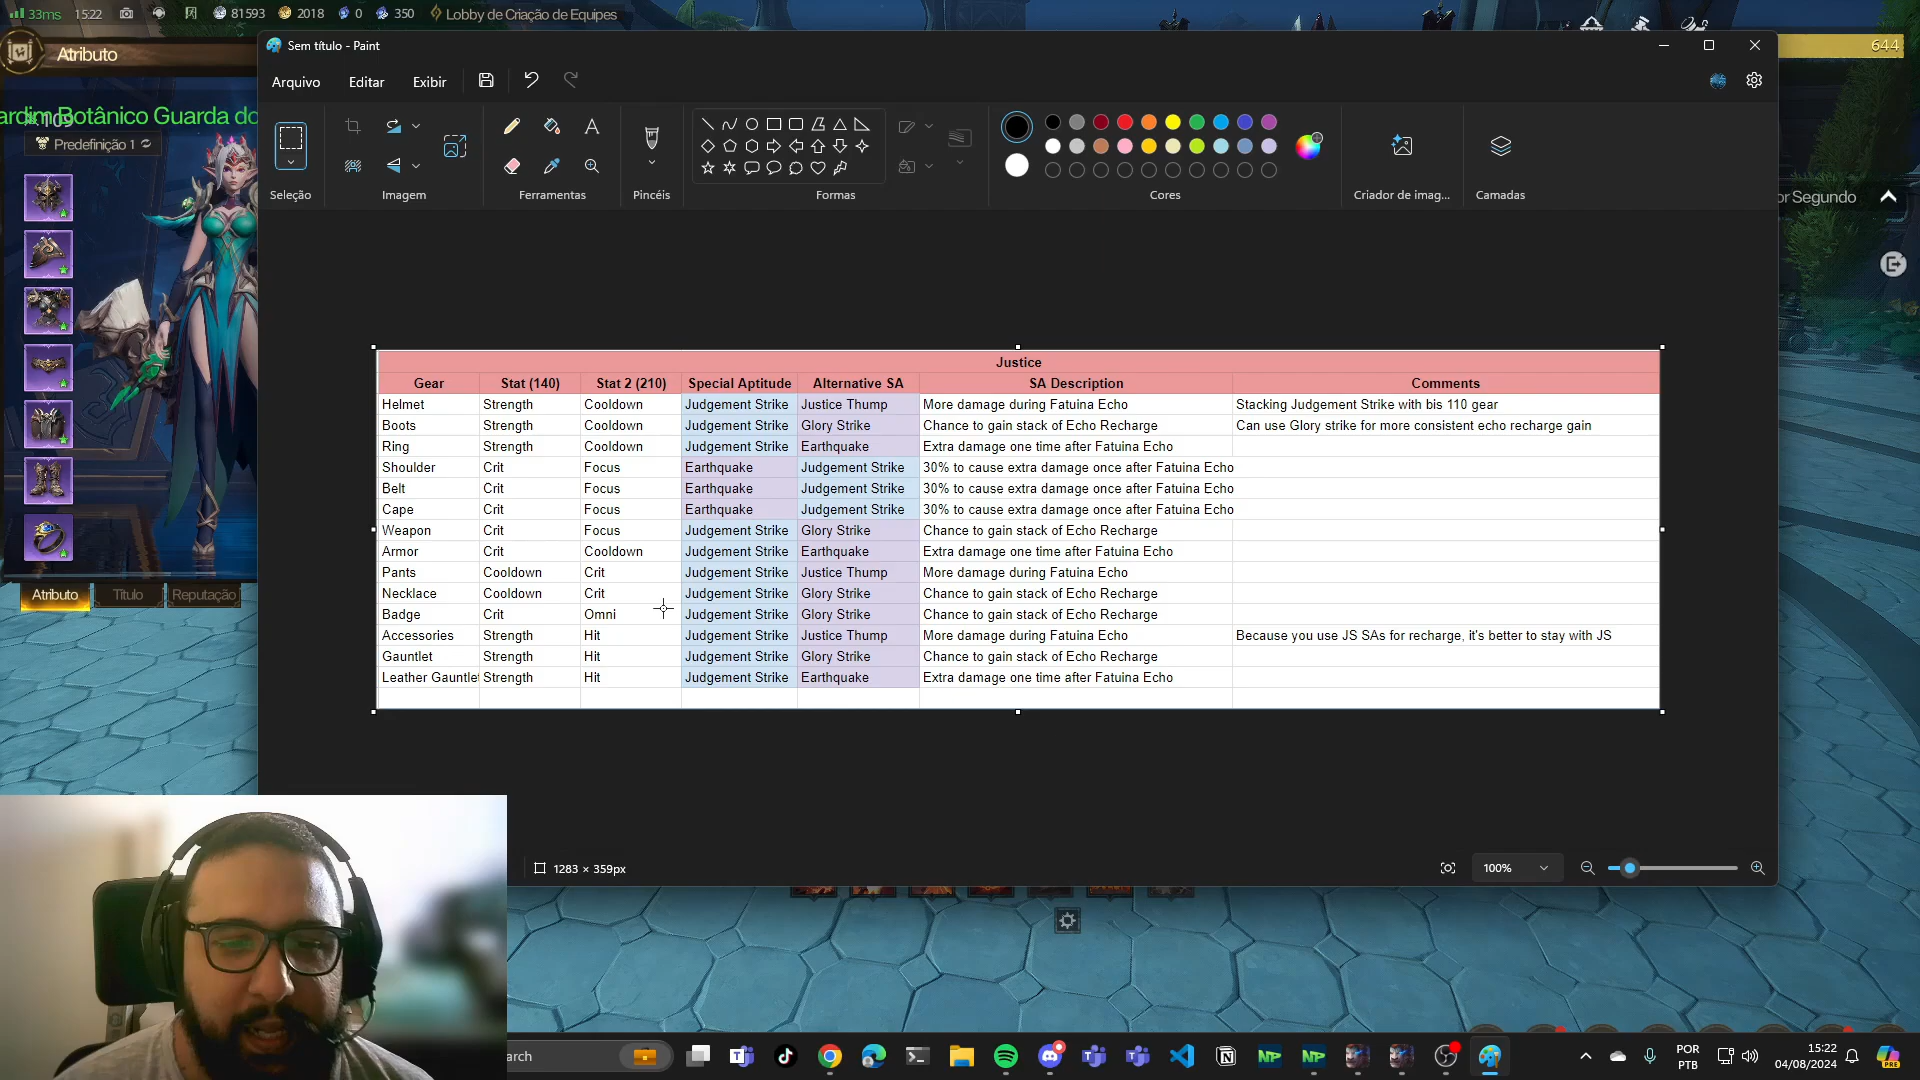 33ms 15:22 81593 2018 0 350 Lobby de Criação de Equipes
Atributo
644
Sem título - Paint
Arquivo Editar Exibir
ardim Botânico Guarda do
Predefinição 1
Seleção Imagem Ferramentas Pincéis Formas Cores Criador de imag... Camadas
or Segundo
Justice
Gear Stat (140) Stat 2 (210) Special Aptitude Alternative SA SA Description Comments
Helmet Strength Cooldown Judgement Strike Justice Thump More damage during Fatuina Echo Stacking Judgement Strike with bis 110 gear
Boots Strength Cooldown Judgement Strike Glory Strike Chance to gain stack of Echo Recharge Can use Glory strike for more consistent echo recharge gain
Ring Strength Cooldown Judgement Strike Earthquake Extra damage one time after Fatuina Echo
Shoulder Crit Focus Earthquake Judgement Strike 30% to cause extra damage once after Fatuina Echo
Belt Crit Focus Earthquake Judgement Strike 30% to cause extra damage once after Fatuina Echo
Cape Crit Focus Earthquake Judgement Strike 30% to cause extra damage once after Fatuina Echo
Weapon Crit Focus Judgement Strike Glory Strike Chance to gain stack of Echo Recharge
Armor Crit Cooldown Judgement Strike Earthquake Extra damage one time after Fatuina Echo
Pants Cooldown Crit Judgement Strike Justice Thump More damage during Fatuina Echo
Necklace Cooldown Crit Judgement Strike Glory Strike Chance to gain stack of Echo Recharge
Badge Crit Omni Judgement Strike Glory Strike Chance to gain stack of Echo Recharge
Accessories Strength Hit Judgement Strike Justice Thump More damage during Fatuina Echo Because you use JS SAs for recharge, it's better to stay with JS
Gauntlet Strength Hit Judgement Strike Glory Strike Chance to gain stack of Echo Recharge
Leather Gauntlet Strength Hit Judgement Strike Earthquake Extra damage one time after Fatuina Echo
Atributo Título Reputação
1283 × 359px 100%
earch
POR
PTB
15:22
04/08/2024